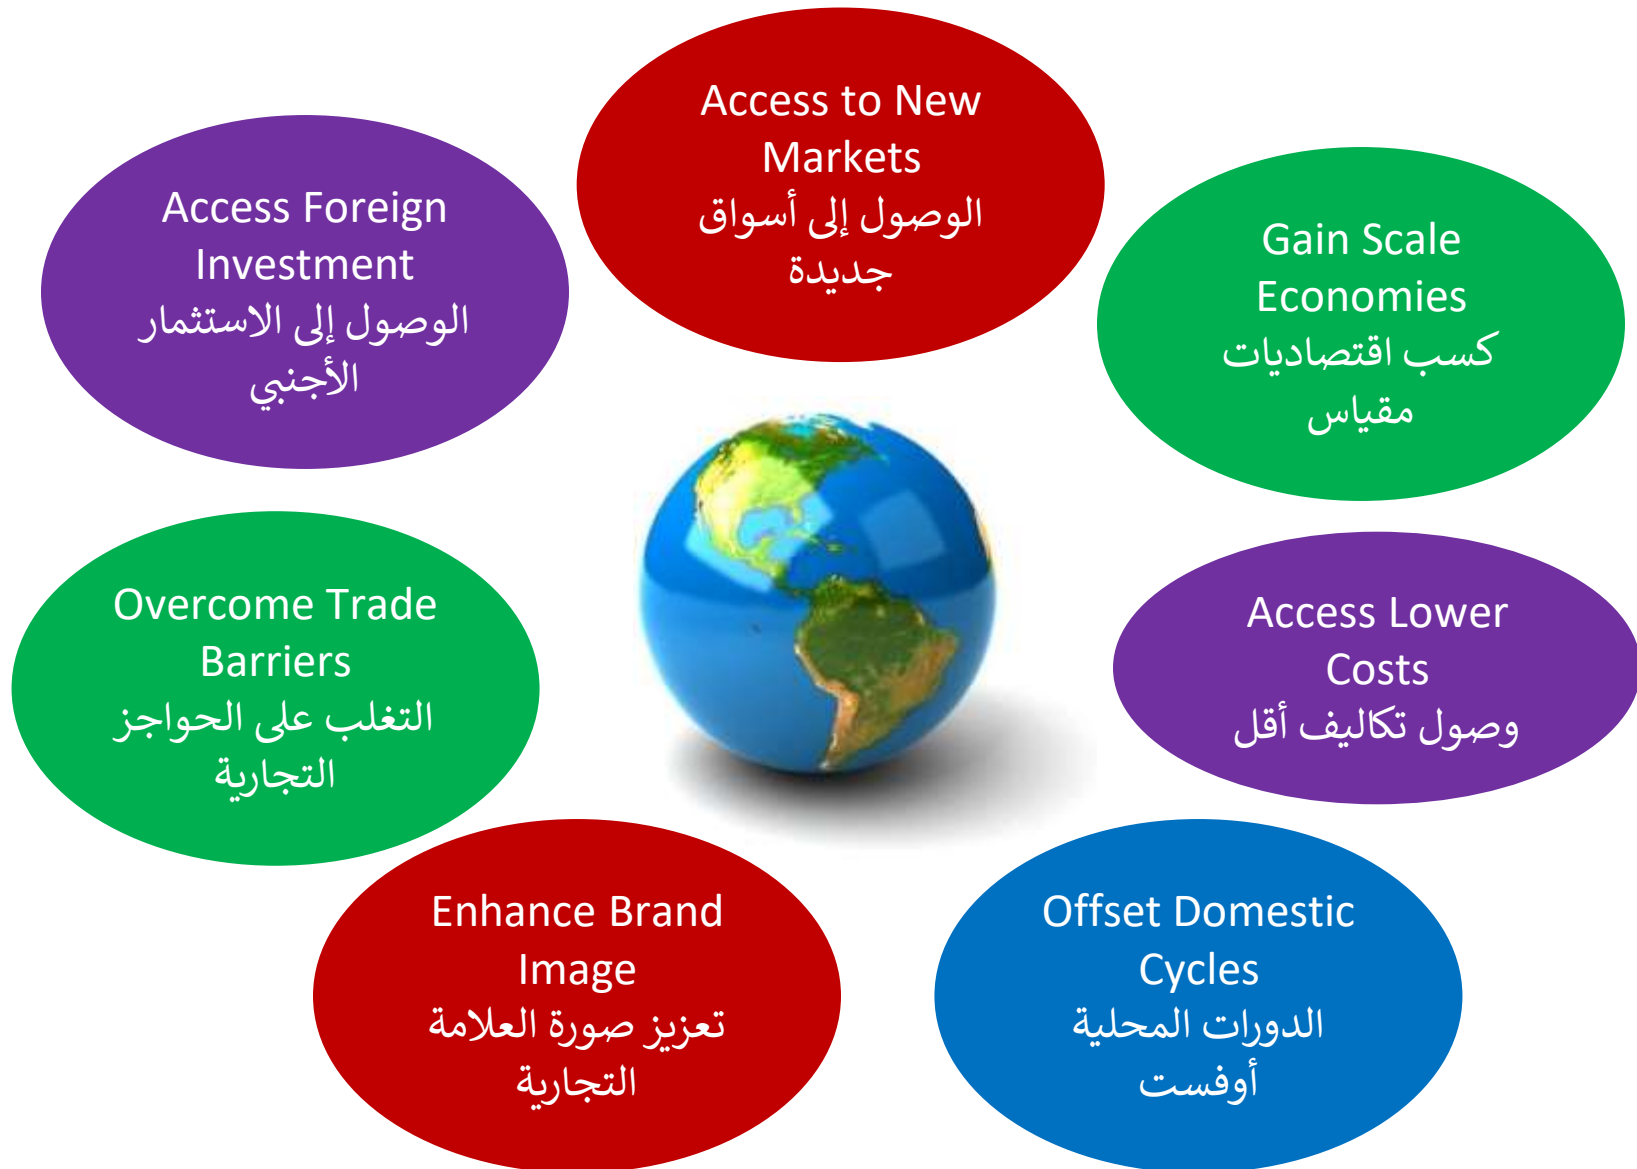 Access to New
Markets
الوصول إلى أسواق
جديدة
Gain Scale
Economies
كسب اقتصاديات
مقياس
Access Lower
Costs
وصول تكاليف أقل
Offset Domestic
Cycles
الدورات المحلية
أوفست
Enhance Brand
Image
تعزيز صورة العلامة
التجارية
Overcome Trade
Barriers
التغلب على الحواجز
التجارية
Access Foreign
Investment
الوصول إلى الاستثمار
الأجنبي